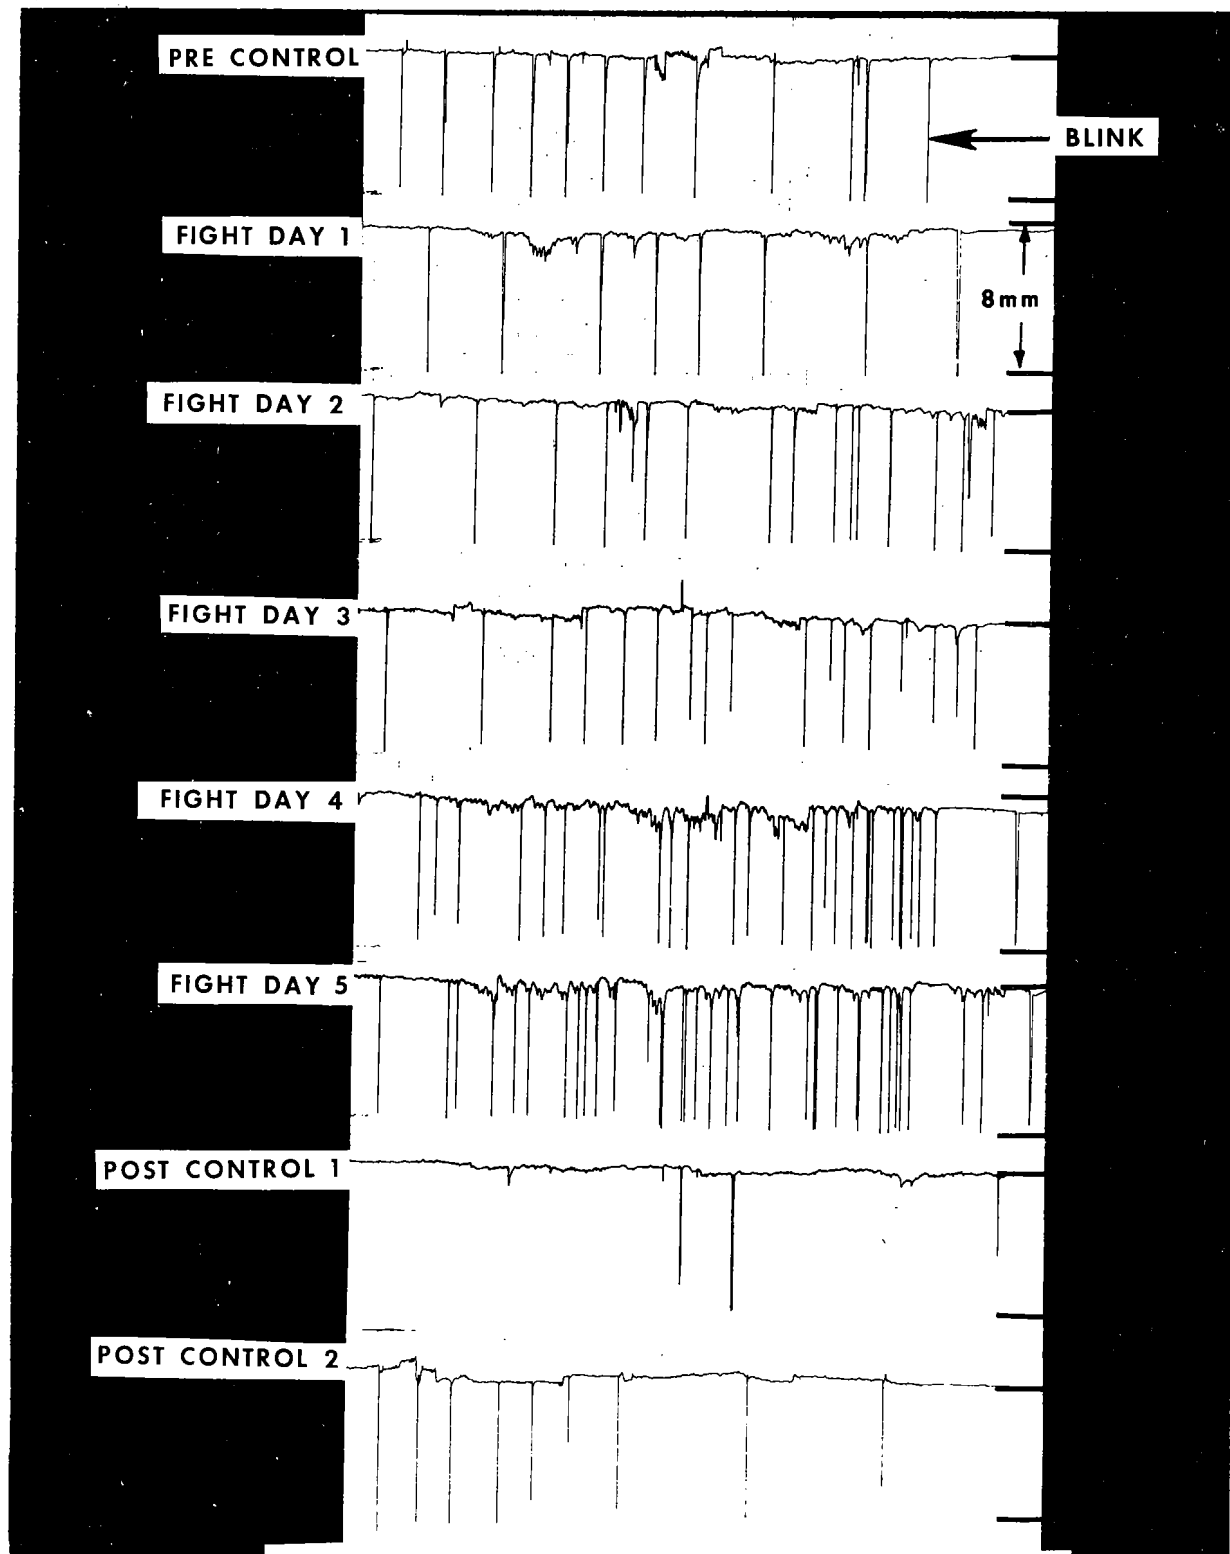 PRE CONTROL
BLINK
FIGHT DAY 1
8mm
FIGHT DAY 2
FIGHT DAY 3
FIGHT DAY 4
FIGHT DAY 5
POST CONTROL 1
POST CONTROL 2